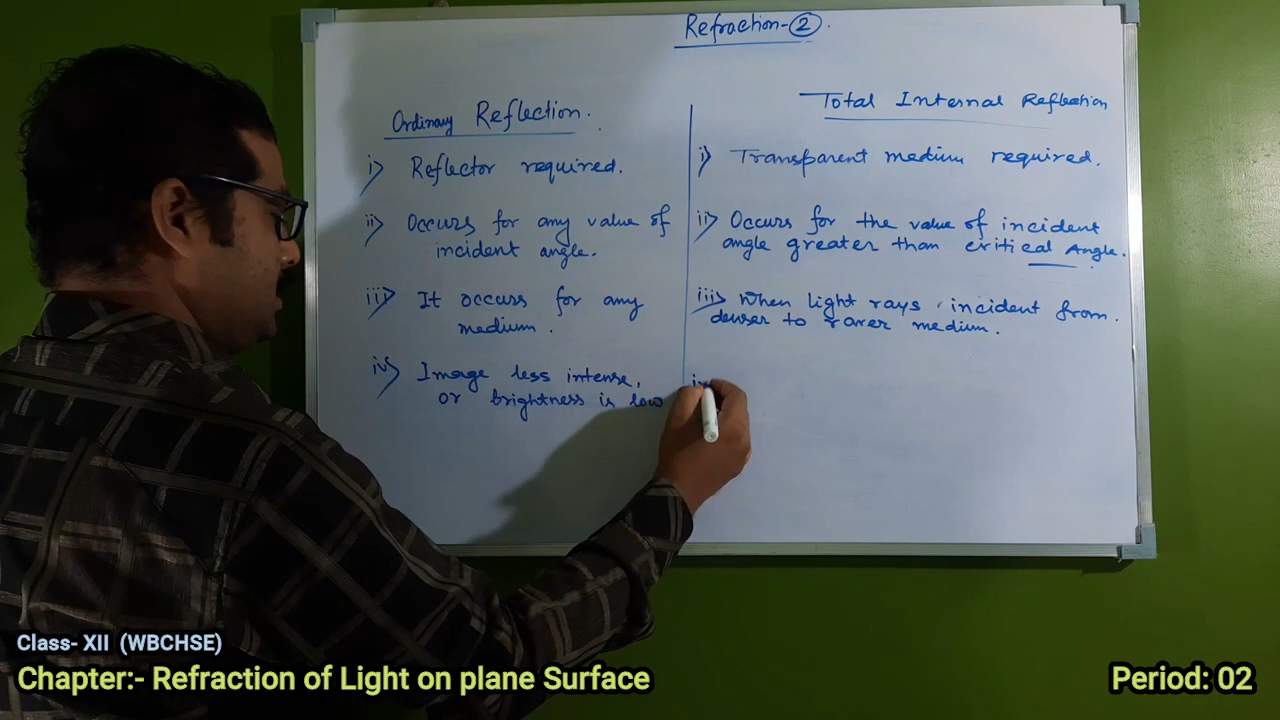 Refraction-②.
Ordinary Reflection.
i) Reflector required.
ii) Occurs for any value of
incident angle.
iii) It occurs for any
medium.
iv) Image less intense,
or brightness is low
Total Internal Reflection
i) Transparent medium required.
ii) Occurs for the value of incident
angle greater than critical Angle.
iii) When light rays incident from
denser to rarer medium.
Class- XII (WBCHSE)
Chapter:- Refraction of Light on plane Surface
Period: 02